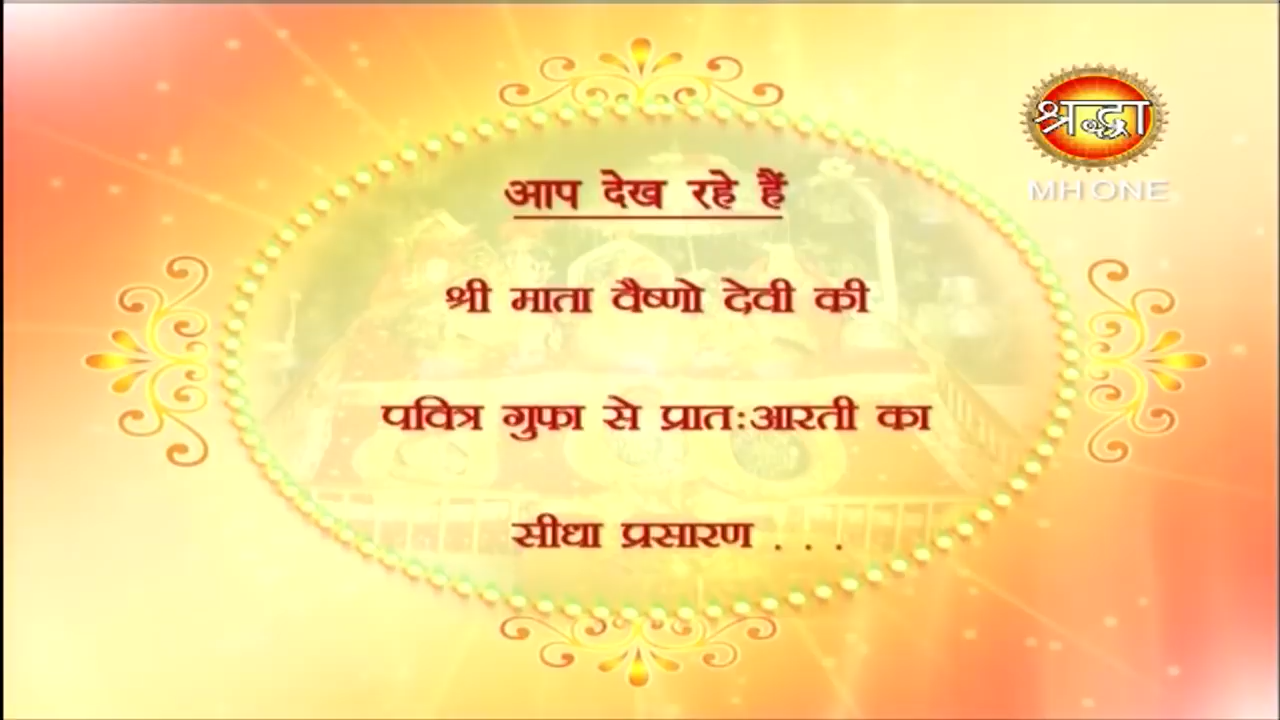 श्रद्धा
MH ONE
आप देख रहे हैं
श्री माता वैष्णो देवी की
पवित्र गुफा से प्रातःआरती का
सीधा प्रसारण . . .